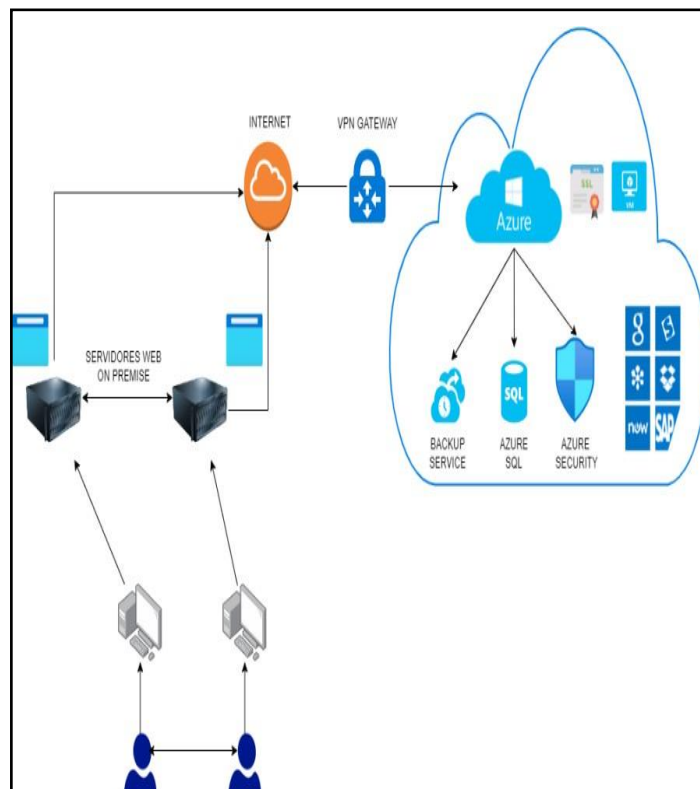 INTERNET
VPN GATEWAY
SSL
VM
Azure
SERVIDORES WEB
ON PREMISE
SQL
BACKUP
SERVICE
AZURE
SQL
AZURE
SECURITY
g
now
SAP